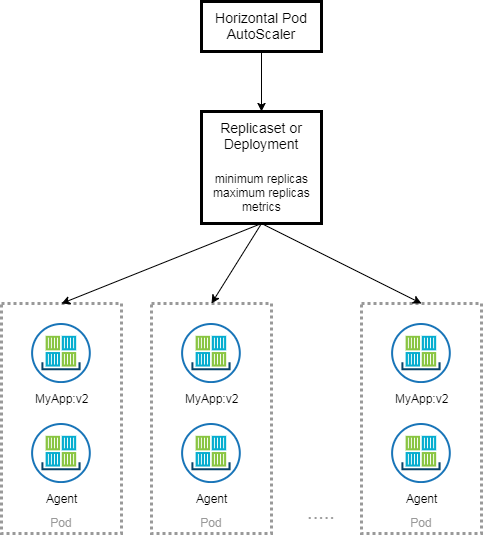 Horizontal Pod
AutoScaler
Replicaset or
Deployment
minimum replicas
maximum replicas
metrics
MyApp:v2
MyApp:v2
MyApp:v2
Agent
Agent
Agent
Pod
Pod
.....
Pod